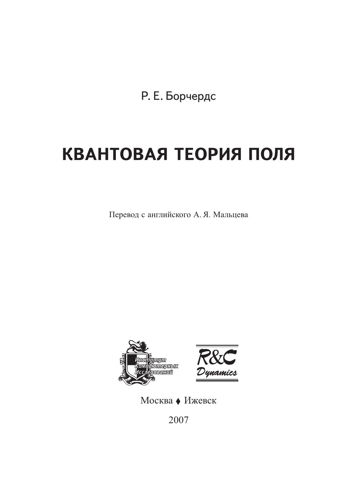 Р. Е. Борчердс
КВАНТОВАЯ ТЕОРИЯ ПОЛЯ
Перевод с английского А. Я. Мальцева
R&C
Dynamics
Москва ♦ Ижевск
2007